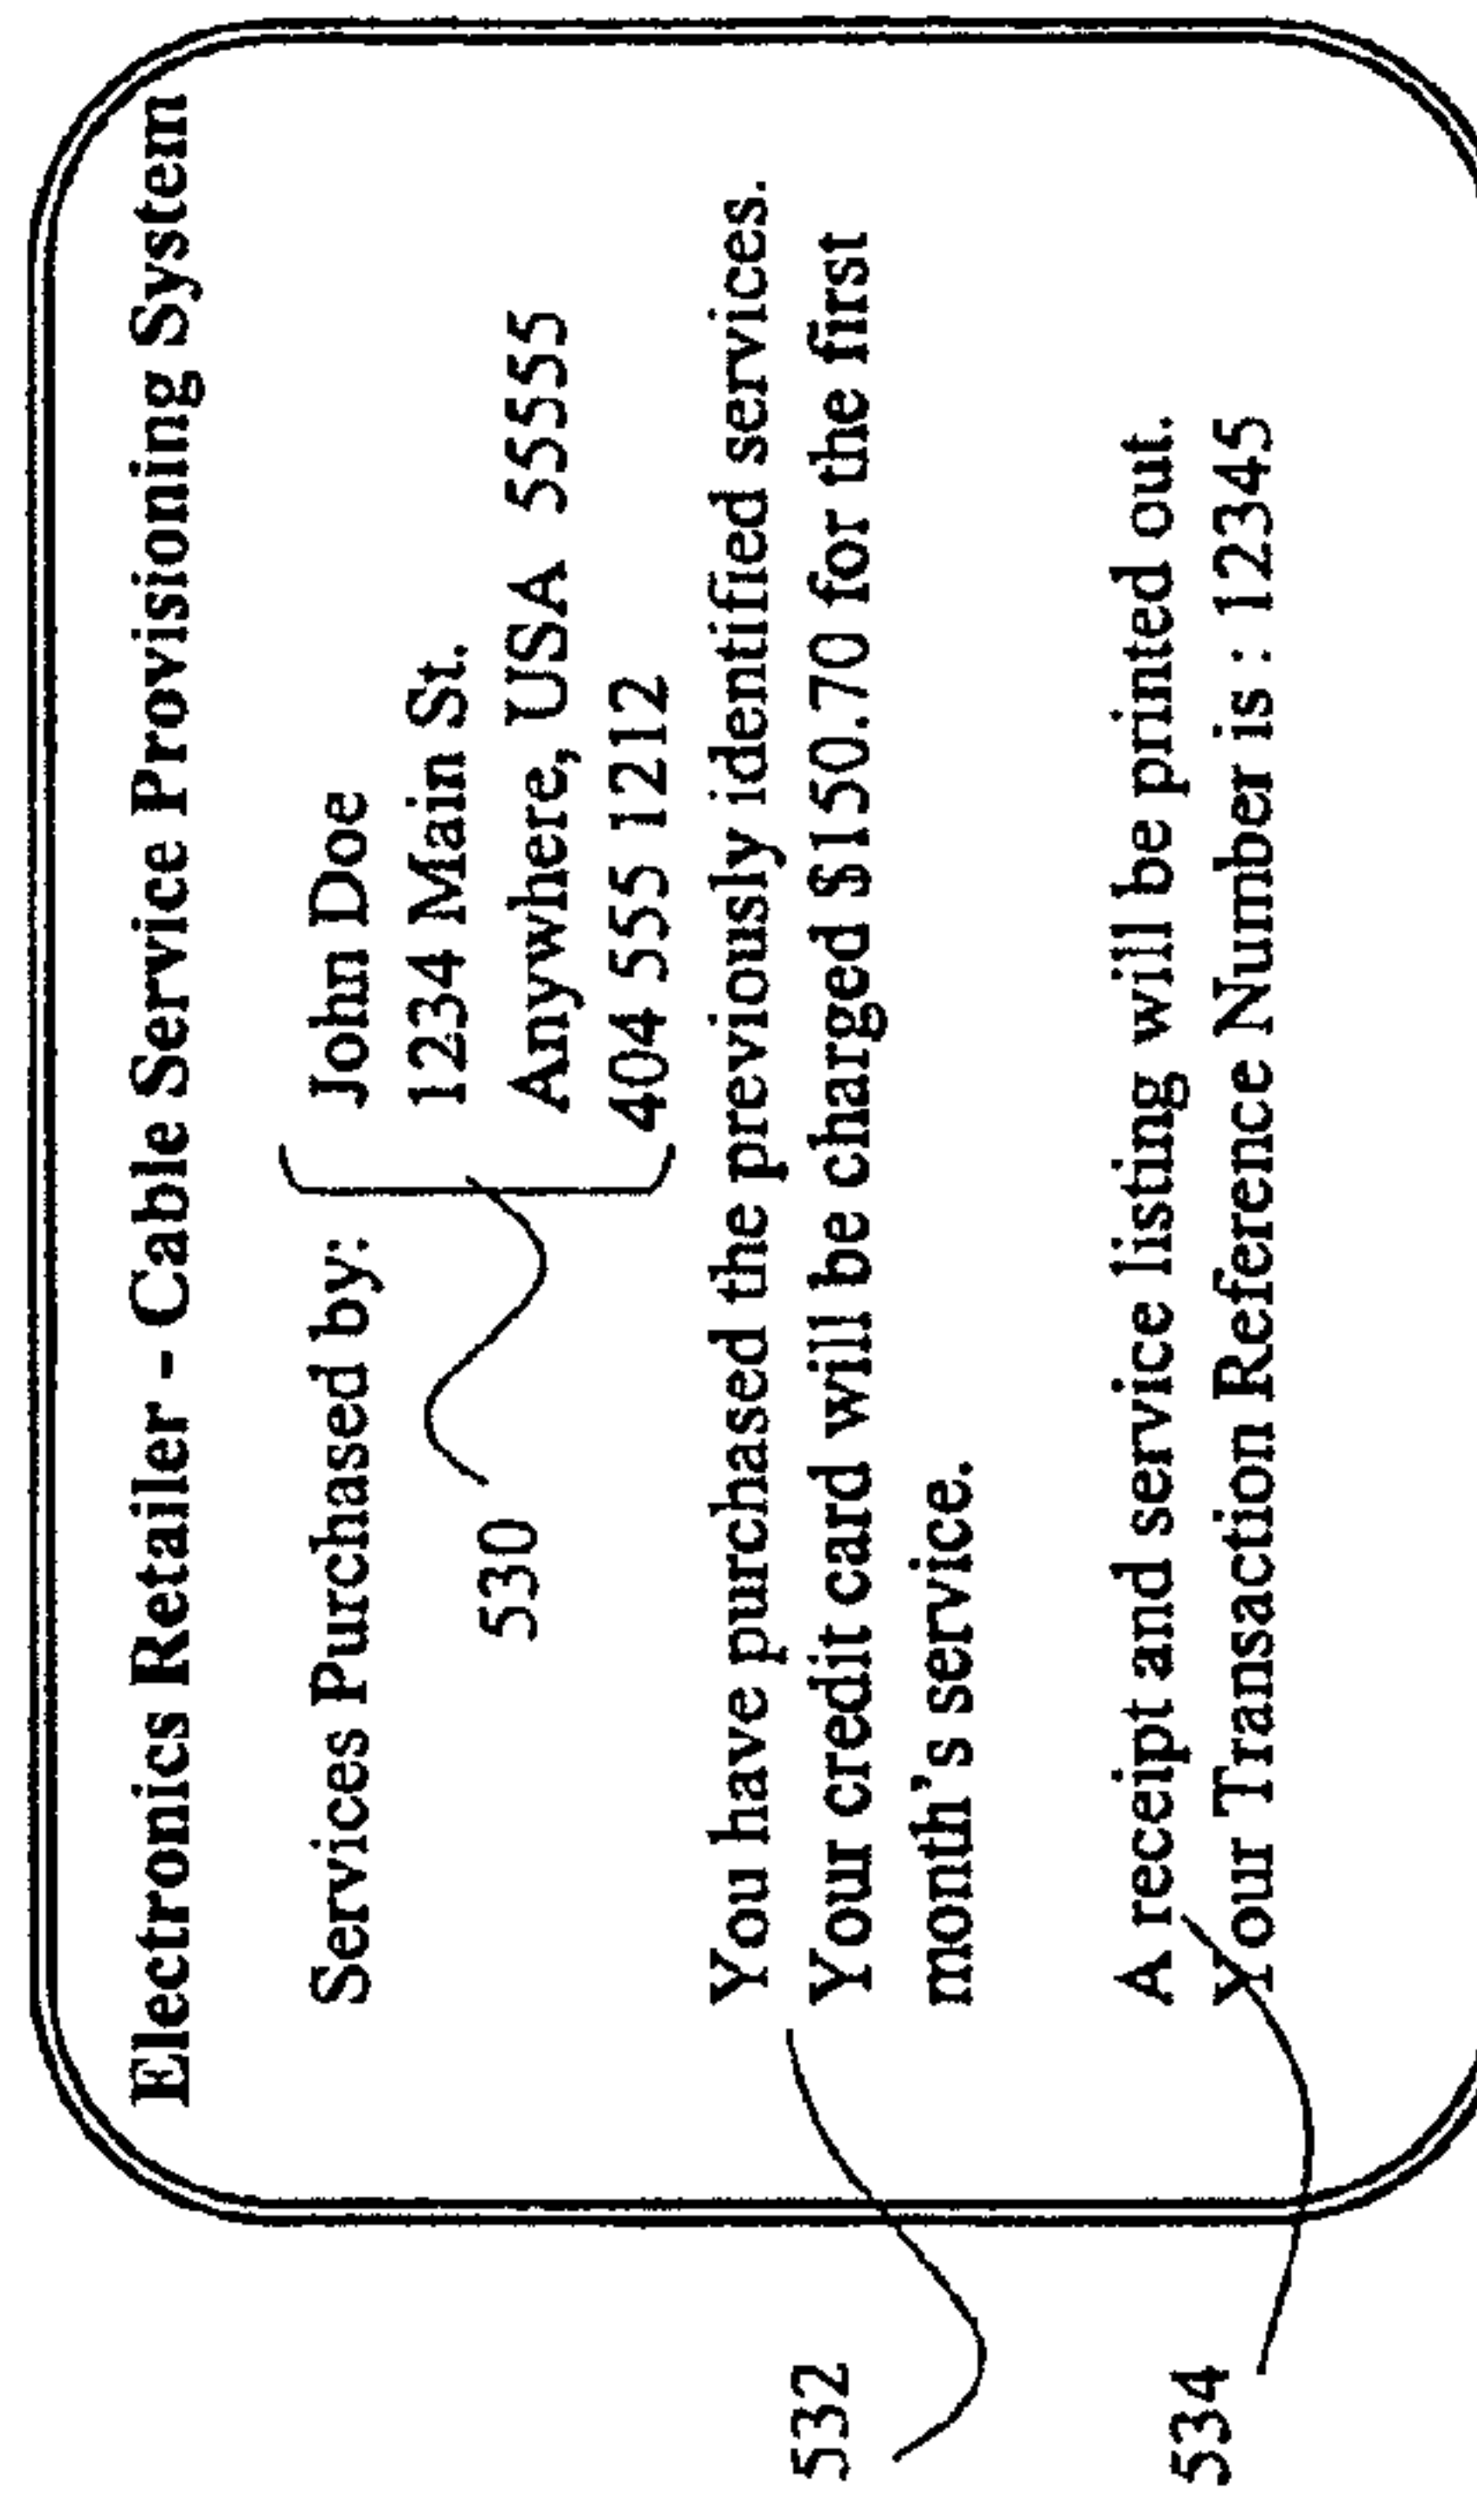 Electronics Retailer - Cable Service Provisioning System
Services Purchased by:
John Doe
1234 Main St.
Anywhere, USA 55555
404 555 1212
530
You have purchased the previously identified services.
Your credit card will be charged $150.70 for the first
month's service.
532
A receipt and service listing will be printed out.
Your Transaction Reference Number is : 12345
534